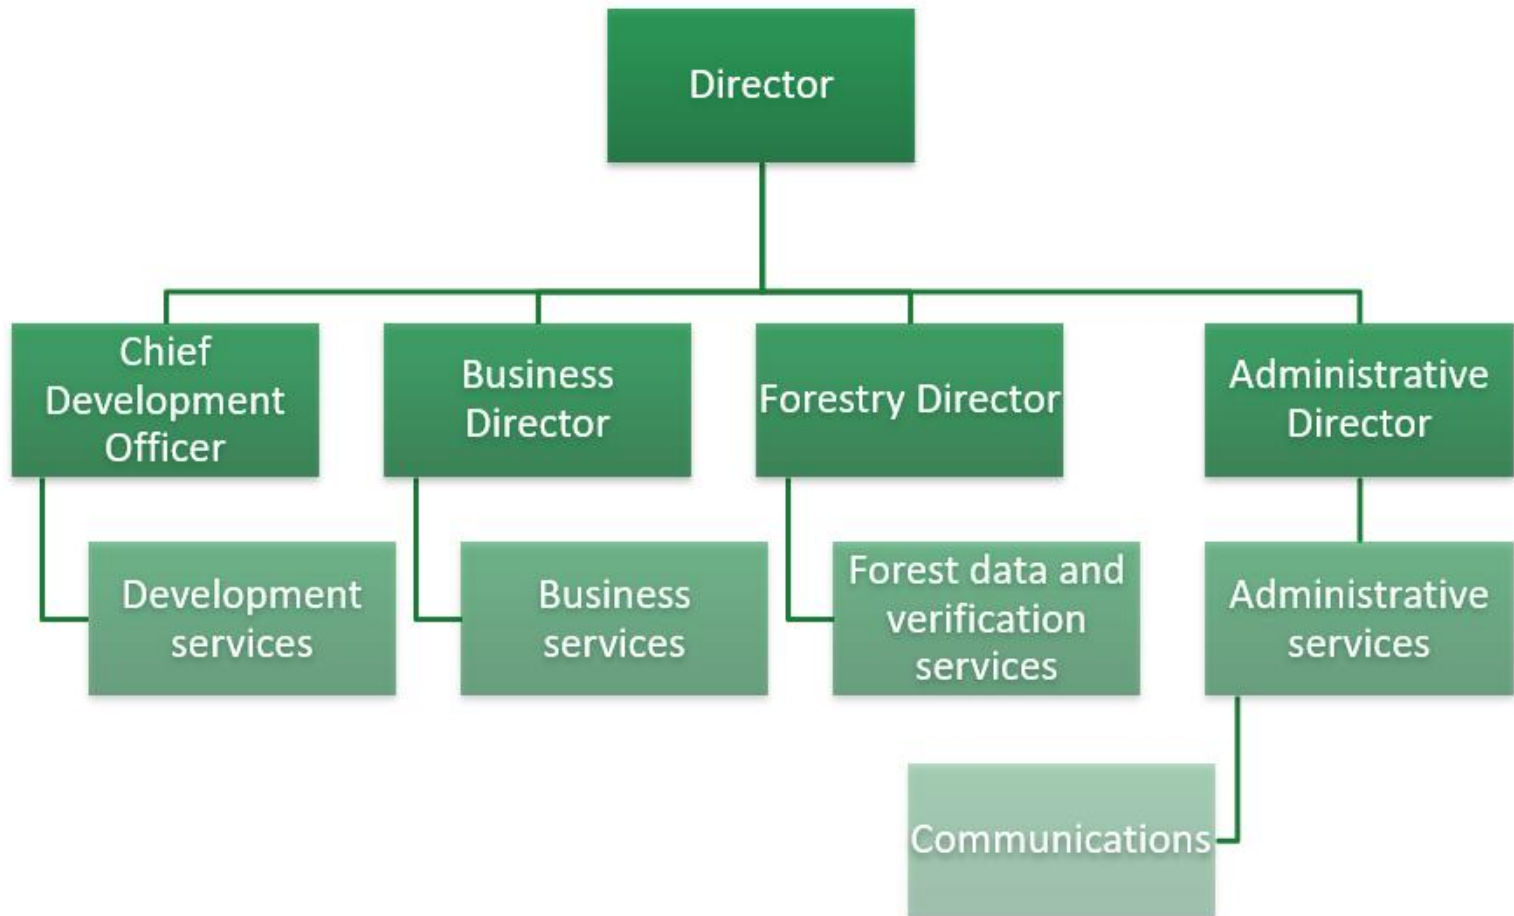 Director
Chief
Development
Officer
Business
Director
Forestry Director
Administrative
Director
Development
services
Business
services
Forest data and
verification
services
Administrative
services
Communications